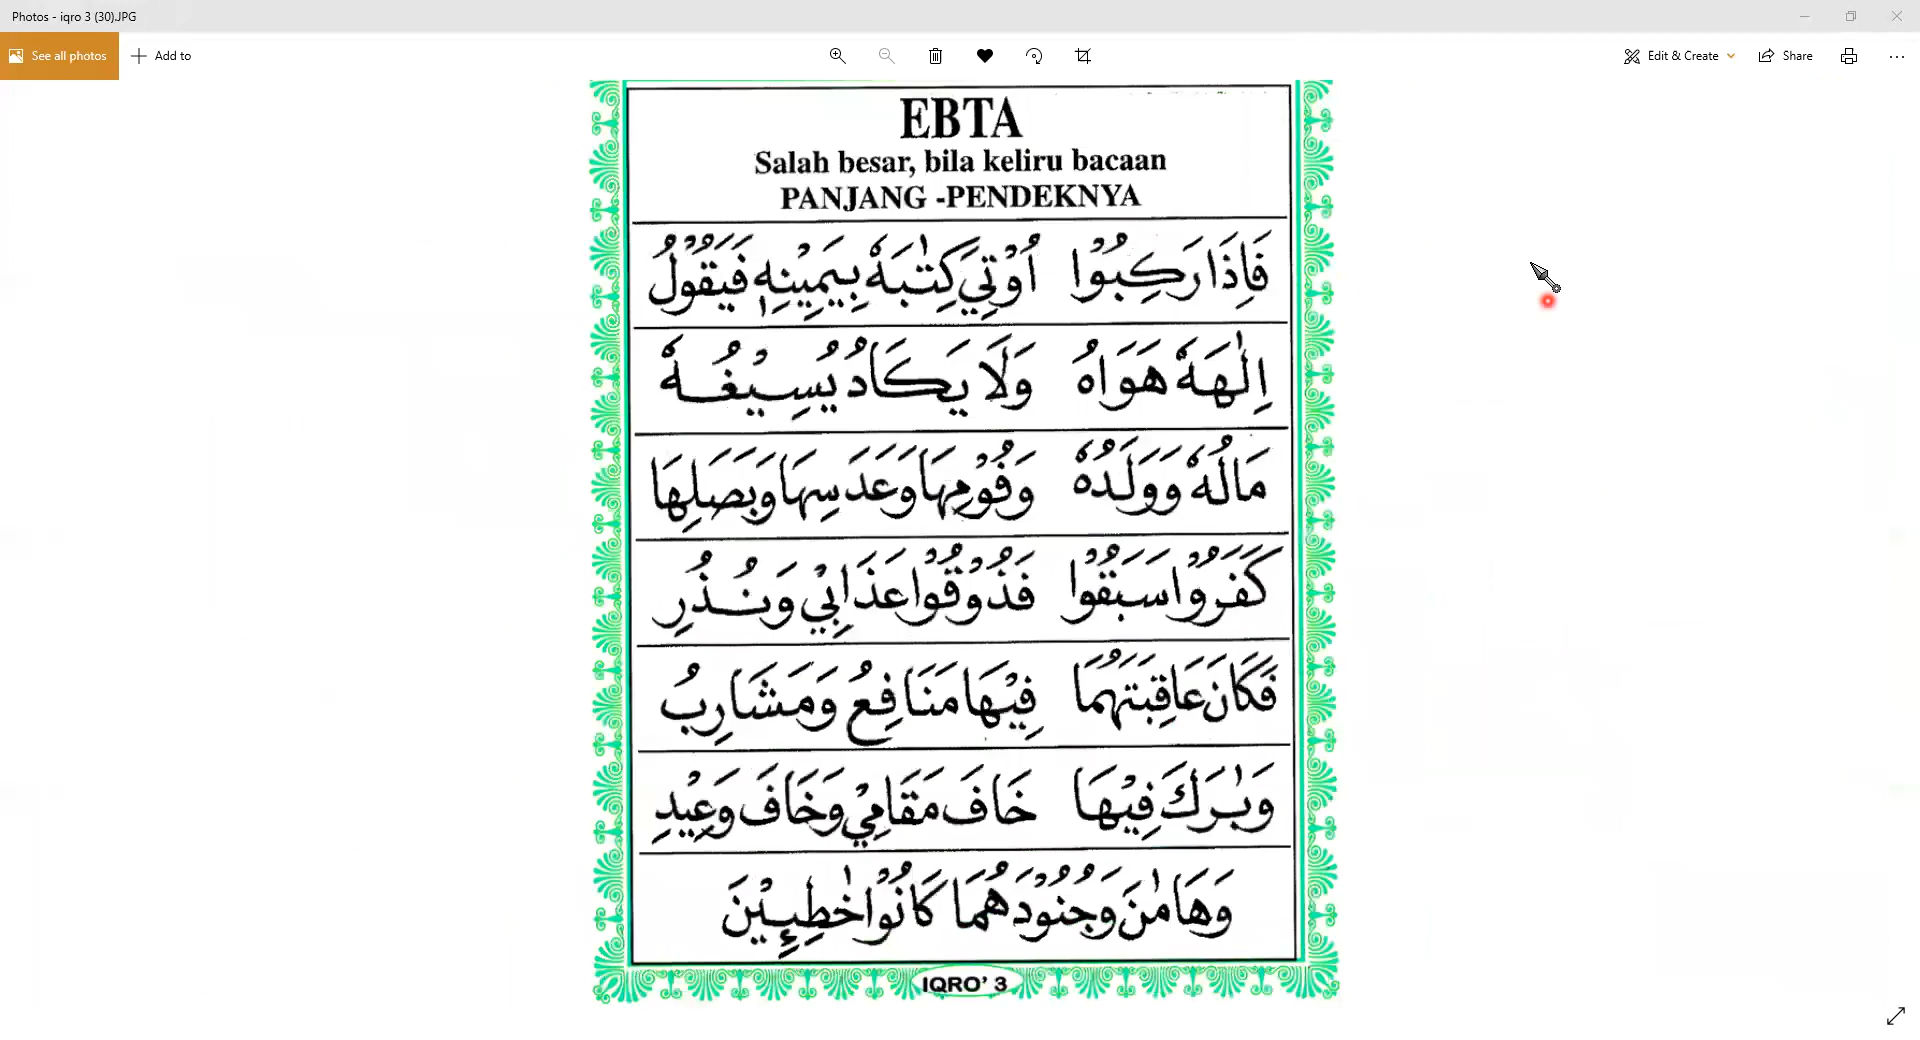 Photos - iqro 3 (30).JPG
See all photos
Add to
Edit & Create
Share
EBTA
Salah besar, bila keliru bacaan
PANJANG -PENDEKNYA
فَاِذَا رَكِبُوْا اُوْتِيَ كِتٰبَهٗ بِيَمِيْنِهٖ فَيَقُوْلُ
اِلٰهَهٗ هَوَاهُ وَلَا يَكَادُ يُسِيْغُهٗ
مَالُهٗ وَوَلَدُهٗ وَفُوْمِهَا وَعَدَسِهَا وَبَصَلِهَا
كَفَرُوْا سَبَقُوْا فَذُوْقُوْا عَذَابِيْ وَنُذُرِ
فَكَانَ عَاقِبَتَهُمَا فِيْهَا مَنَافِعُ وَمَشَارِبُ
وَبٰرَكَ فِيْهَا خَافَ مَقَامِيْ وَخَافَ وَعِيْدِ
وَهَامٰنَ وَجُنُوْدَهُمَا كَانُوْا خٰطِـِٕيْنَ
IQRO' 3